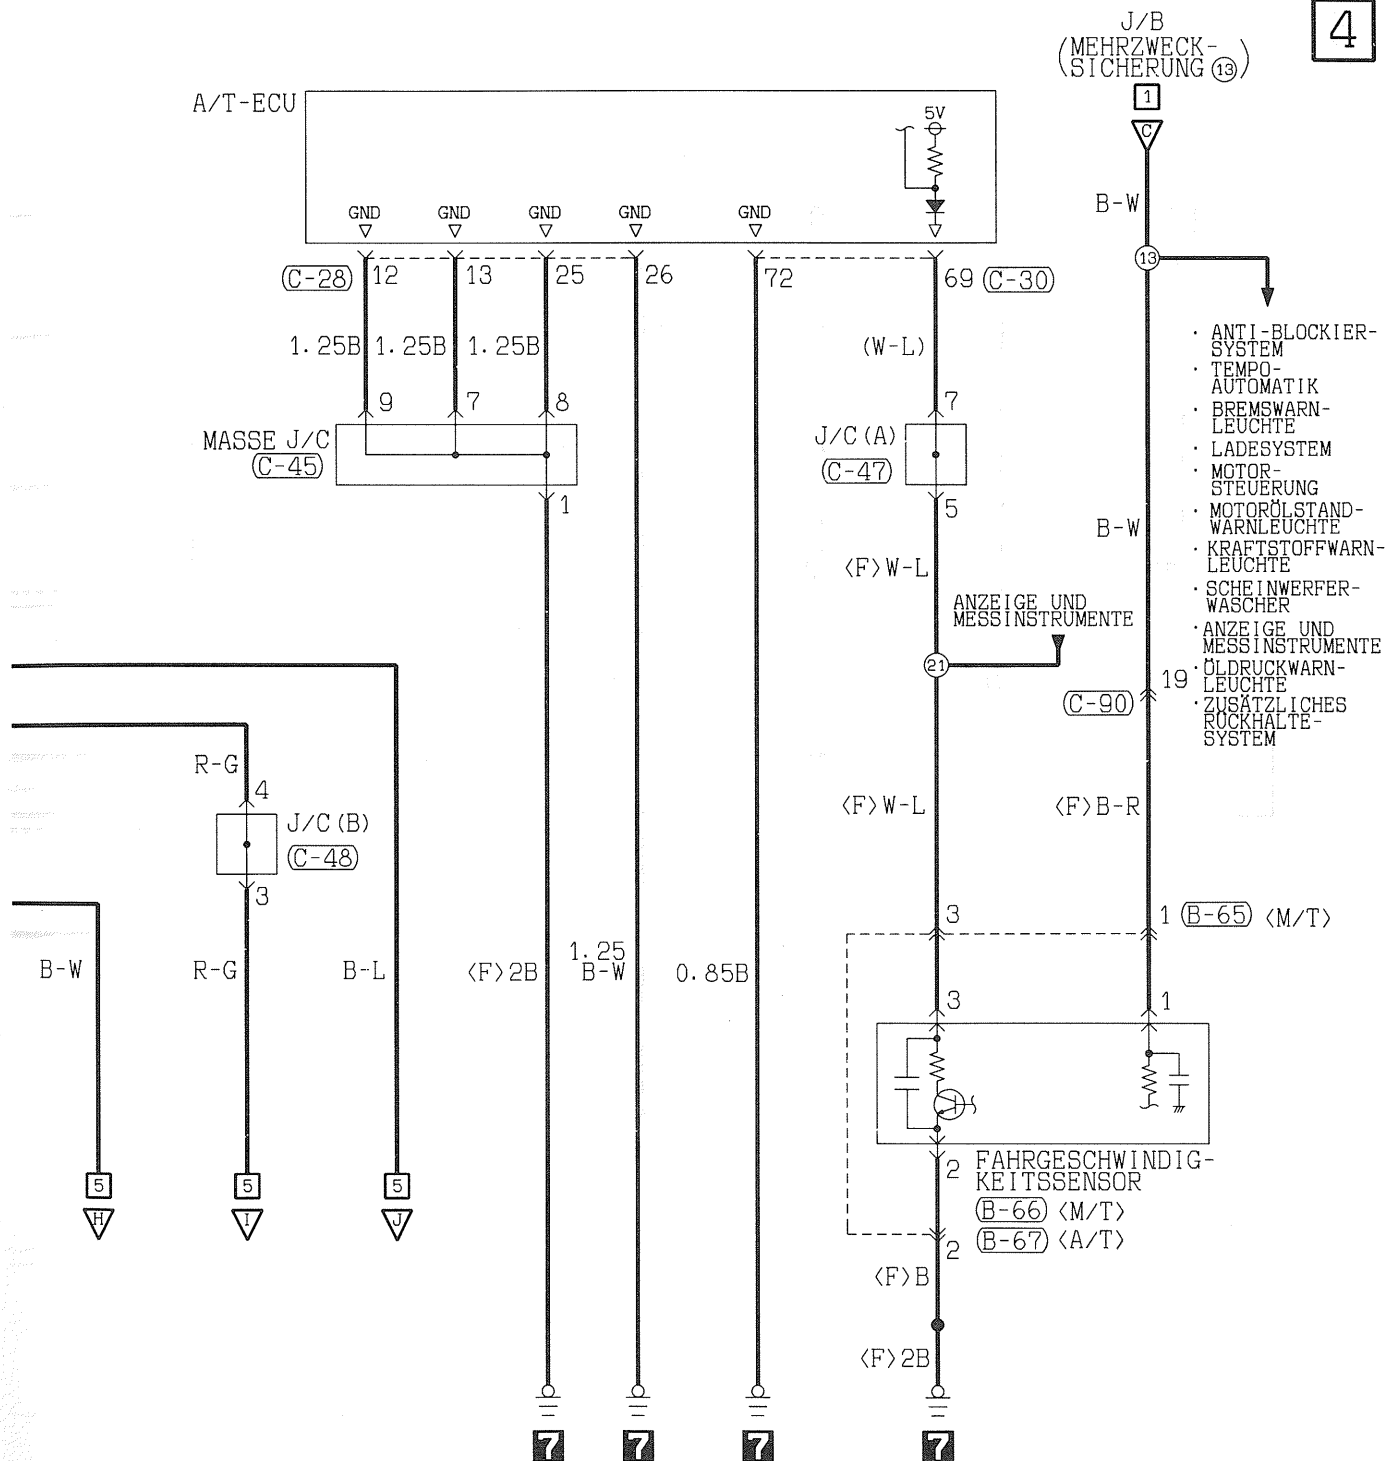 4
J/B
(MEHRZWECK-
SICHERUNG ⑬)
1
C
A/T-ECU
5V
GND GND GND GND GND
B-W
13
(C-28) 12 13 25 26 72 69 (C-30)
1.25B 1.25B 1.25B (W-L)
· ANTI-BLOCKIER-
SYSTEM
· TEMPO-
AUTOMATIK
· BREMSWARN-
LEUCHTE
· LADESYSTEM
· MOTOR-
STEUERUNG
· MOTORÖLSTAND-
WARNLEUCHTE
· KRAFTSTOFFWARN-
LEUCHTE
· SCHEINWERFER-
WASCHER
· ANZEIGE UND
MESSINSTRUMENTE
· ÖLDRUCKWARN-
LEUCHTE
· ZUSÄTZLICHES
RÜCKHALTE-
SYSTEM
9 7 8 7
MASSE J/C
(C-45)
J/C(A)
(C-47)
1 5
B-W
<F>W-L
ANZEIGE UND
MESSINSTRUMENTE
21
19
(C-90)
R-G
4
J/C(B)
(C-48)
3
<F>W-L
<F>B-R
3
1 (B-65) <M/T>
B-W R-G B-L <F>2B
1.25
B-W
0.85B
3 1
2
FAHRGESCHWINDIG-
KEITSSENSOR
(B-66) <M/T>
(B-67) <A/T>
2
5 5 5
H I J
<F>B
<F>2B
7 7 7 7